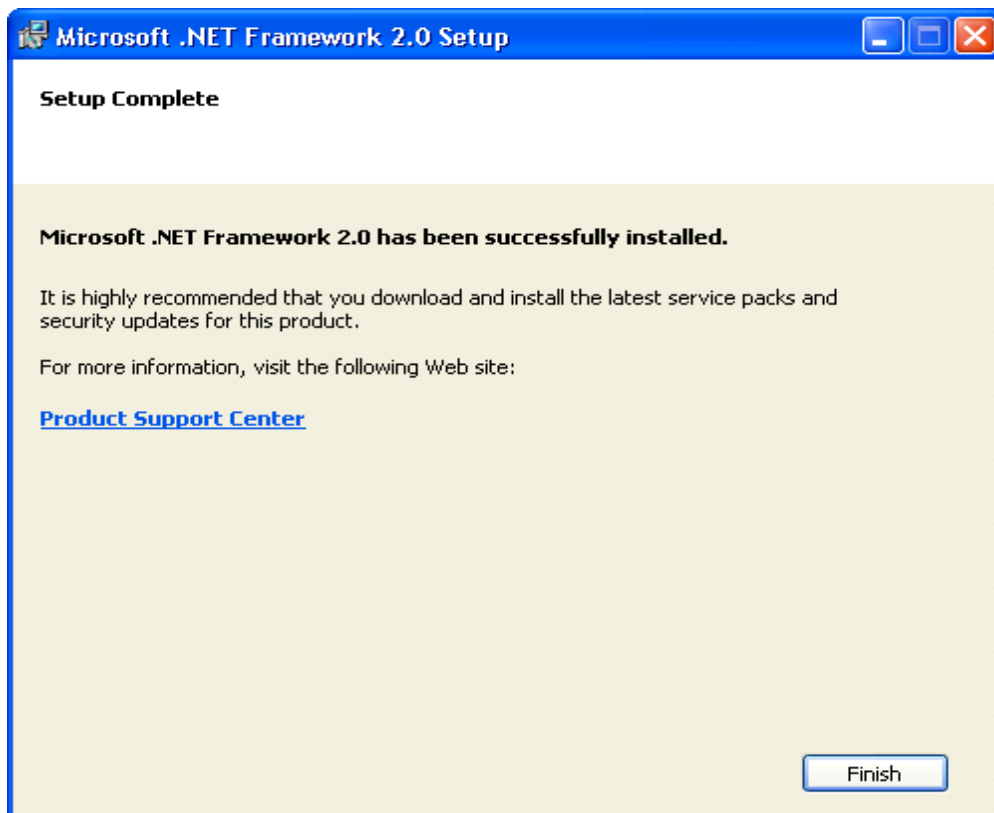 Microsoft .NET Framework 2.0 Setup
Setup Complete
Microsoft .NET Framework 2.0 has been successfully installed.
It is highly recommended that you download and install the latest service packs and
security updates for this product.
For more information, visit the following Web site:
Product Support Center
Finish